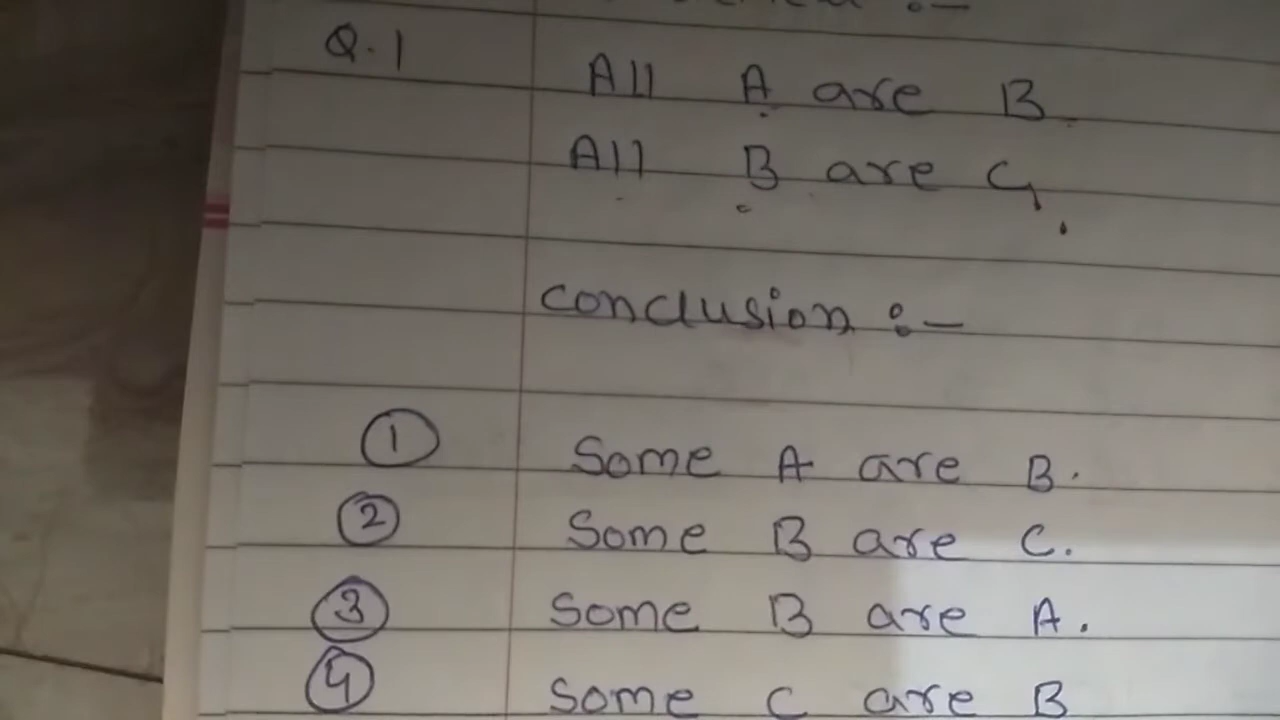 Q.1 All A are B.
All B are C.
Conclusion :-
① Some A are B.
② Some B are C.
③ Some B are A.
④ Some C are B